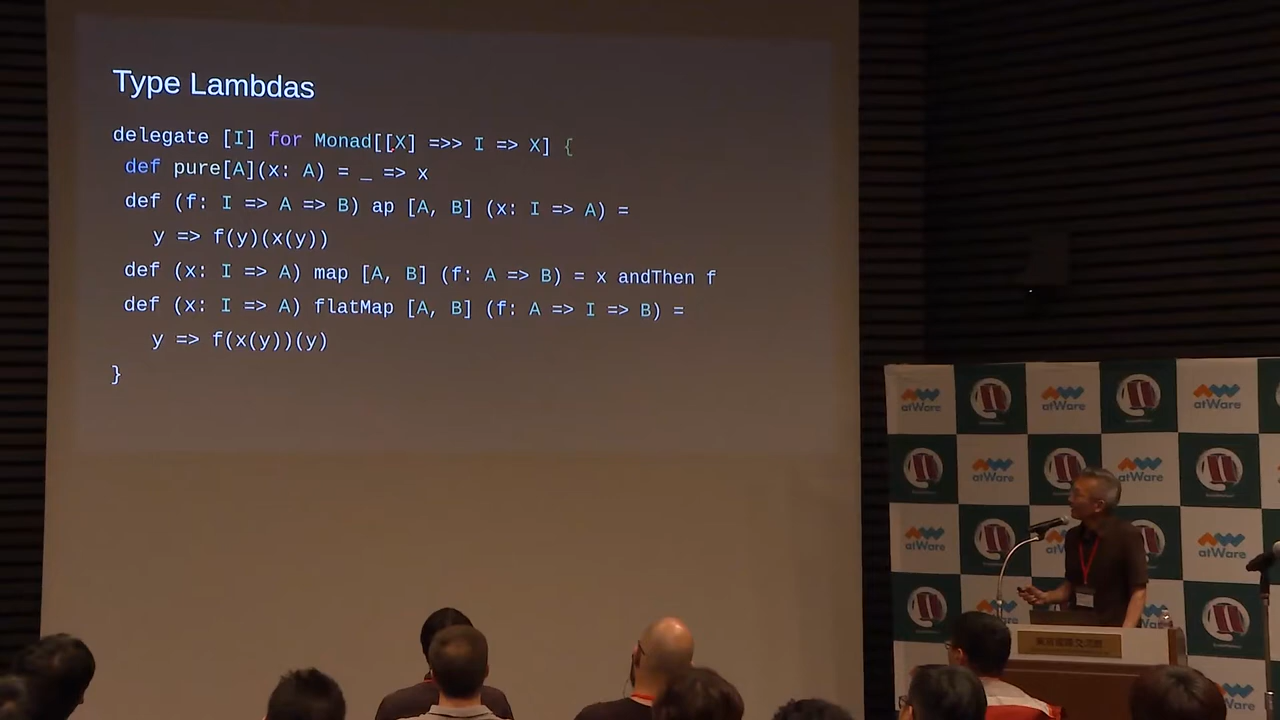 Type Lambdas
delegate [I] for Monad[[X] =>> I => X] {
def pure[A](x: A) = _ => x
def (f: I => A => B) ap [A, B] (x: I => A) =
y => f(y)(x(y))
def (x: I => A) map [A, B] (f: A => B) = x andThen f
def (x: I => A) flatMap [A, B] (f: A => I => B) =
y => f(x(y))(y)
}
atWare
atWare
atWare
atWare
atWare
atWare
atWare